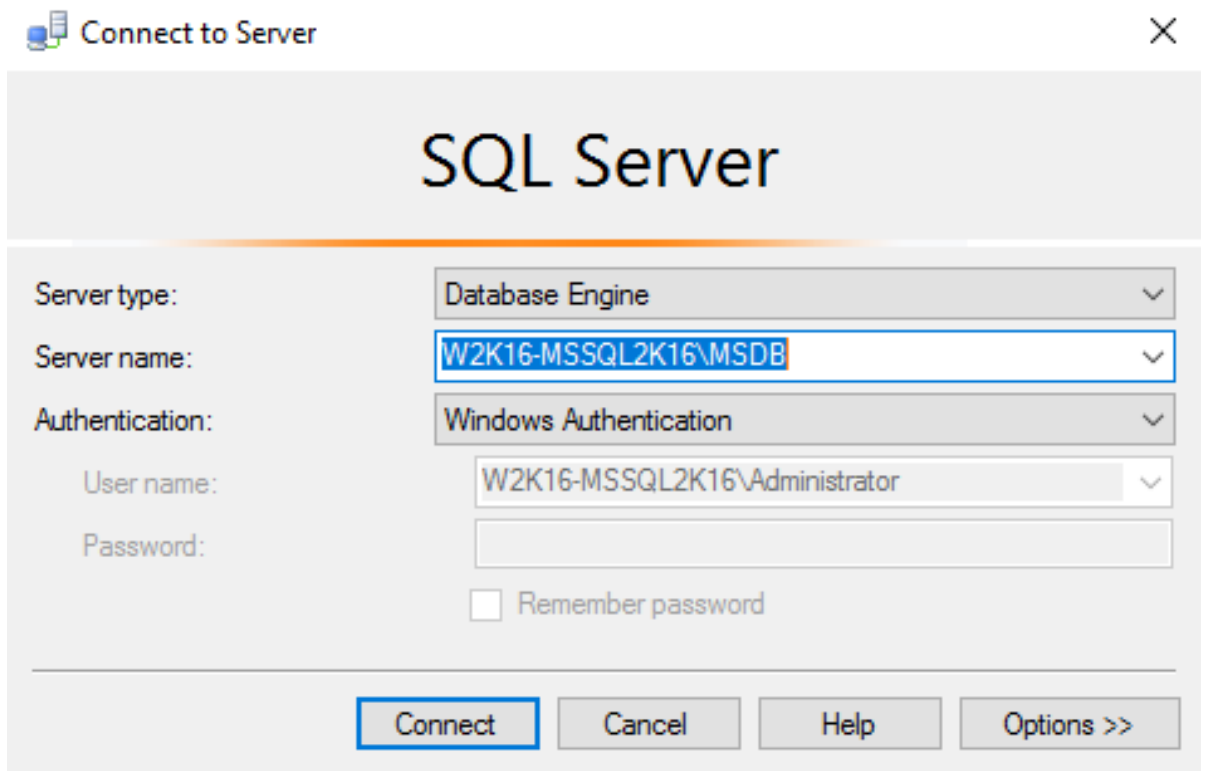 Connect to Server
SQL Server
Server type: Database Engine
Server name: W2K16-MSSQL2K16\MSDB
Authentication: Windows Authentication
User name: W2K16-MSSQL2K16\Administrator
Password:
Remember password
Connect Cancel Help Options >>